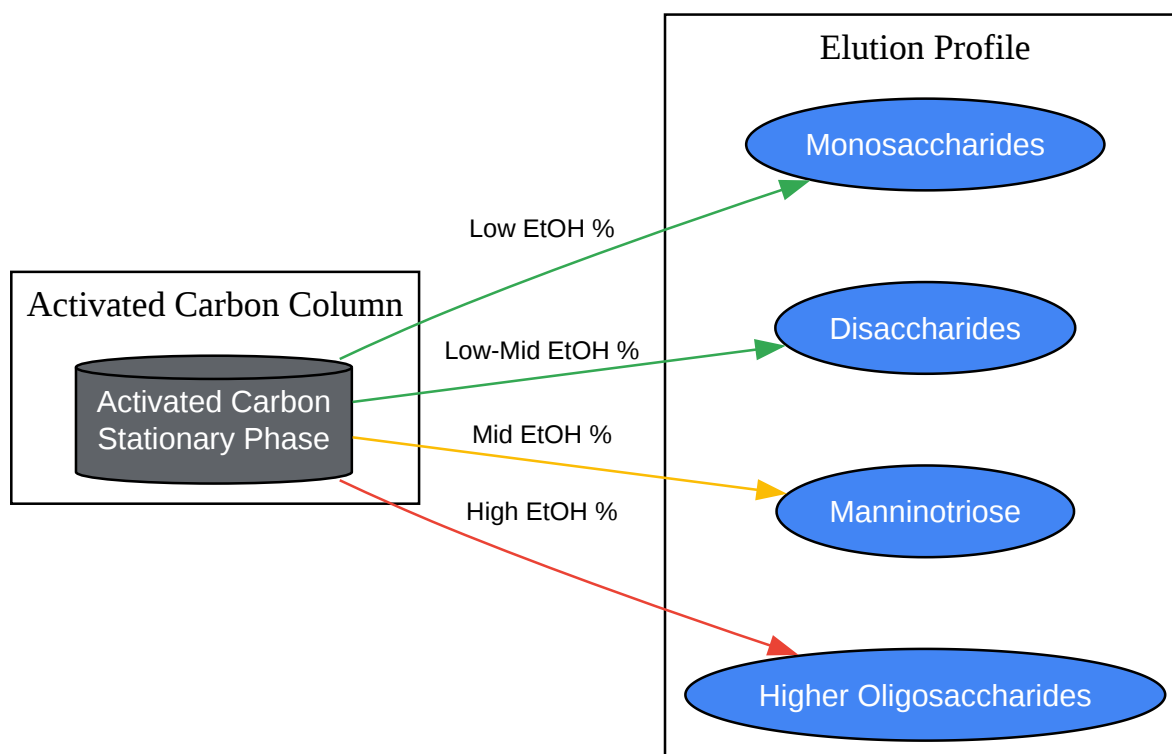 Elution Profile
Monosaccharides
Low EtOH %
Activated Carbon Column
Disaccharides
Low-Mid EtOH %
Activated Carbon
Stationary Phase
Mid EtOH %
Manninotriose
High EtOH %
Higher Oligosaccharides